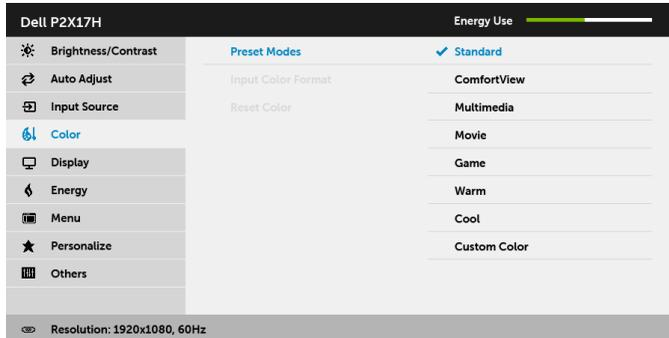 Dell P2X17H
Energy Use
Brightness/Contrast
Auto Adjust
Input Source
Color
Display
Energy
Menu
Personalize
Others
Preset Modes
Input Color Format
Reset Color
Standard
ComfortView
Multimedia
Movie
Game
Warm
Cool
Custom Color
Resolution: 1920x1080, 60Hz